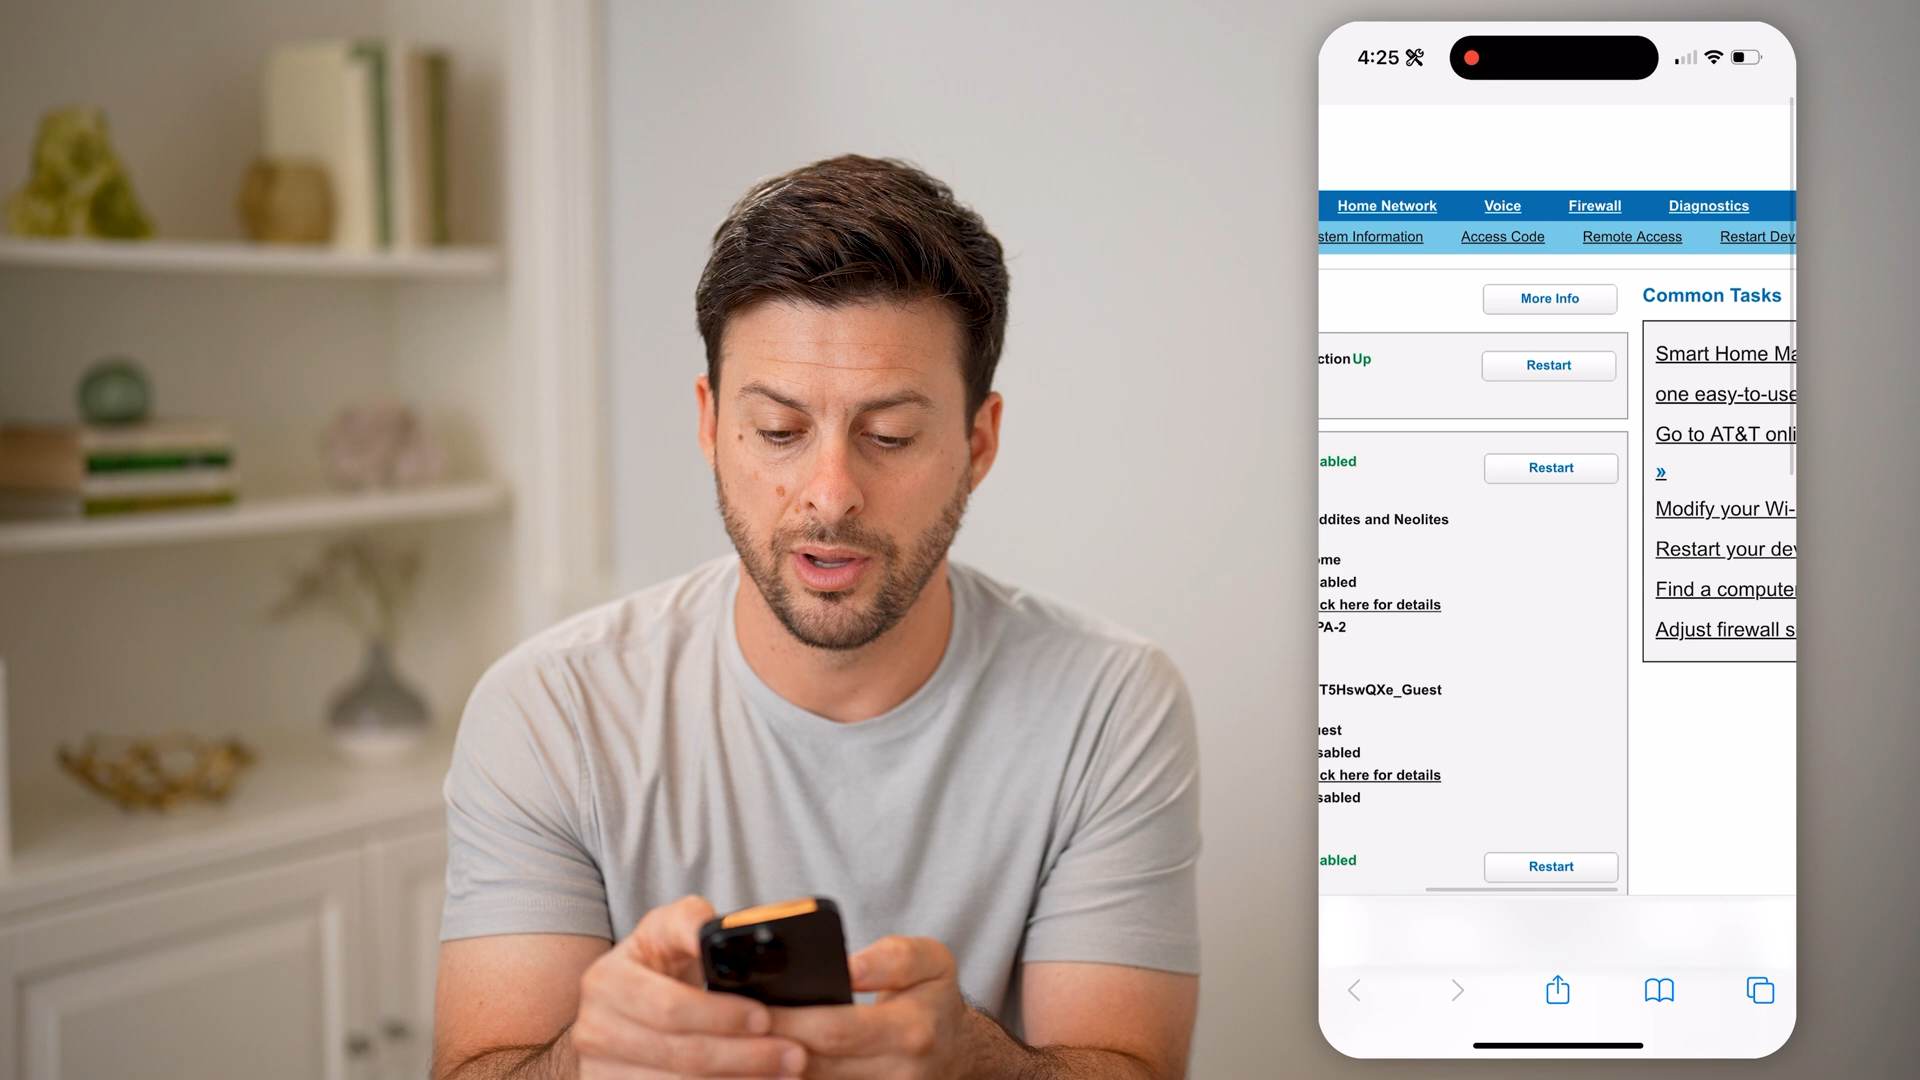 4:25
Home Network Voice Firewall Diagnostics
stem Information Access Code Remote Access Restart Dev
More Info
Common Tasks
ction Up
Restart
Smart Home Ma
one easy-to-use
Go to AT&T onli
»
Modify your Wi-
Restart your dev
Find a computer
Adjust firewall s
abled
Restart
ddites and Neolites
ome
abled
ck here for details
PA-2
T5HswQXe_Guest
uest
sabled
ck here for details
sabled
abled
Restart